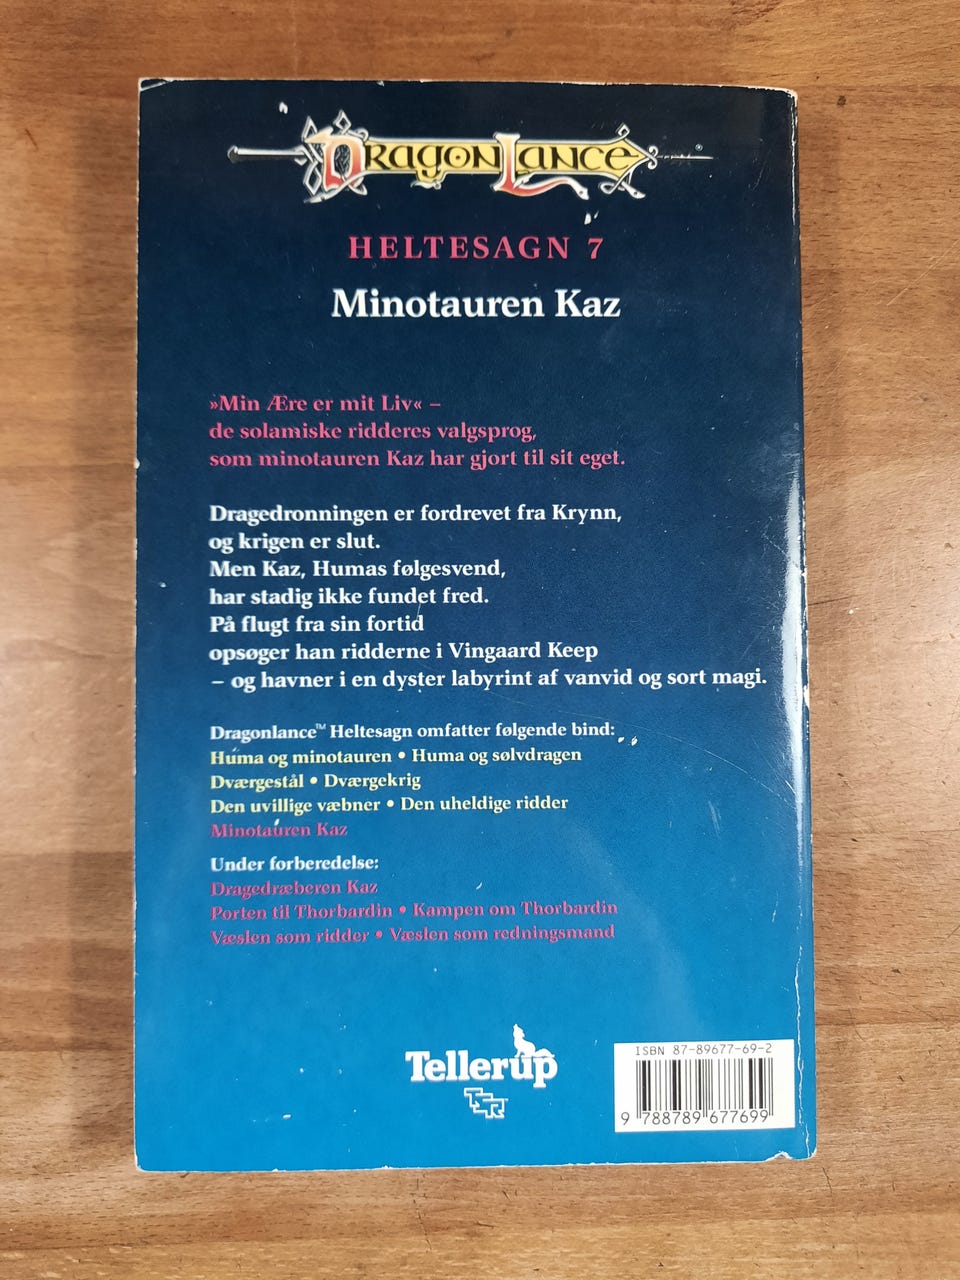 DRAGONLANCE
HELTESAGN 7
Minotauren Kaz
»Min Ære er mit Liv« –
de solamiske ridderes valgsprog,
som minotauren Kaz har gjort til sit eget.
Dragedronningen er fordrevet fra Krynn,
og krigen er slut.
Men Kaz, Humas følgesvend,
har stadig ikke fundet fred.
På flugt fra sin fortid
opsøger han ridderne i Vingaard Keep
– og havner i en dyster labyrint af vanvid og sort magi.
Dragonlance™ Heltesagn omfatter følgende bind:
Huma og minotauren • Huma og sølvdragen
Dværgestål • Dværgekrig
Den uvillige væbner • Den uheldige ridder
Minotauren Kaz
Under forberedelse:
Dragedræberen Kaz
Porten til Thorbardin • Kampen om Thorbardin
Væslen som ridder • Væslen som redningsmand
Tellerup
TSR
ISBN 87-89677-69-2
9 788789 677699